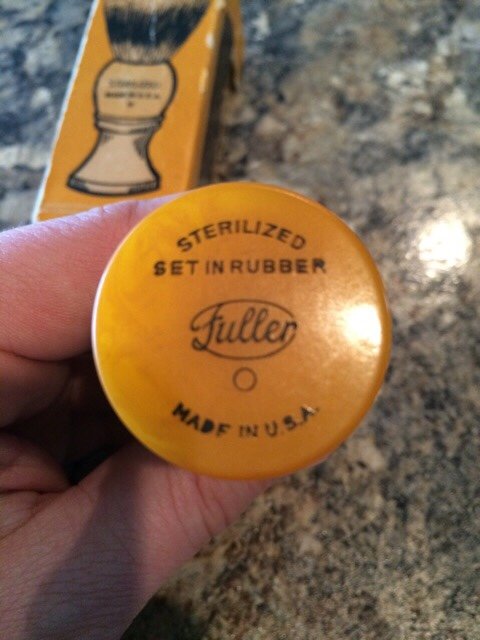 STERILIZED
SET IN RUBBER
Fuller
MADE IN U.S.A.